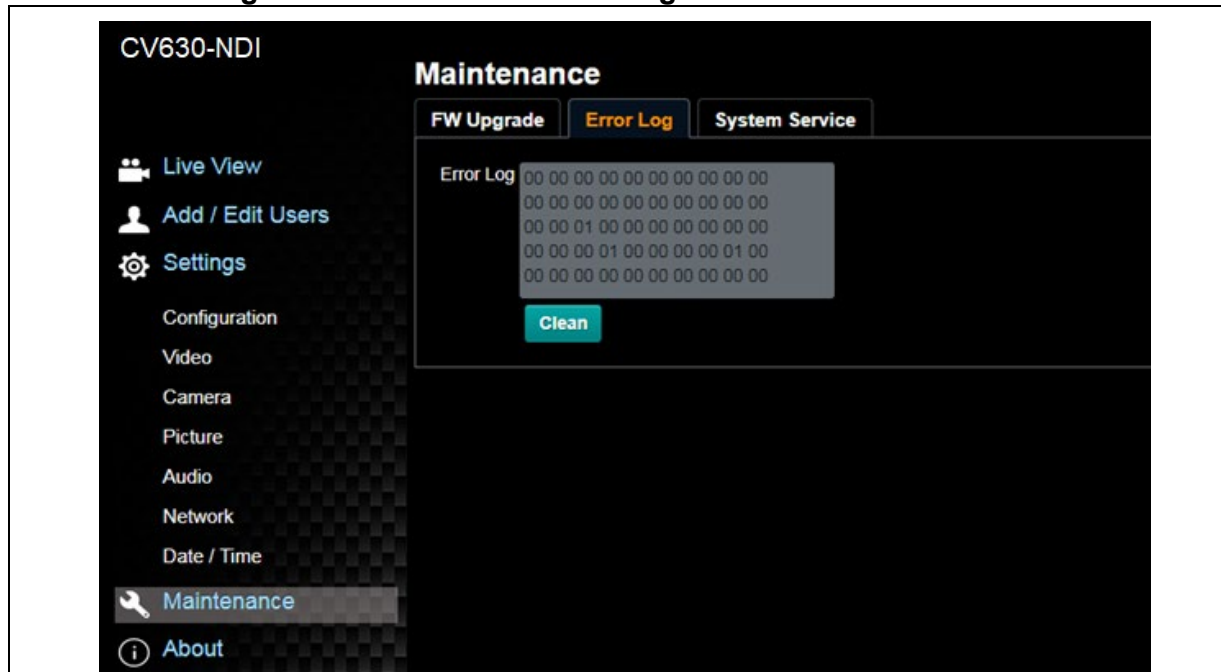 CV630-NDI
Maintenance
FW Upgrade Error Log System Service
Live View
Add / Edit Users
Settings
Configuration
Video
Camera
Picture
Audio
Network
Date / Time
Maintenance
About
Error Log
00 00 00 00 00 00 00 00 00 00
00 00 00 00 00 00 00 00 00 00
00 00 01 00 00 00 00 00 00 00
00 00 00 01 00 00 00 00 01 00
00 00 00 00 00 00 00 00 00 00
Clean